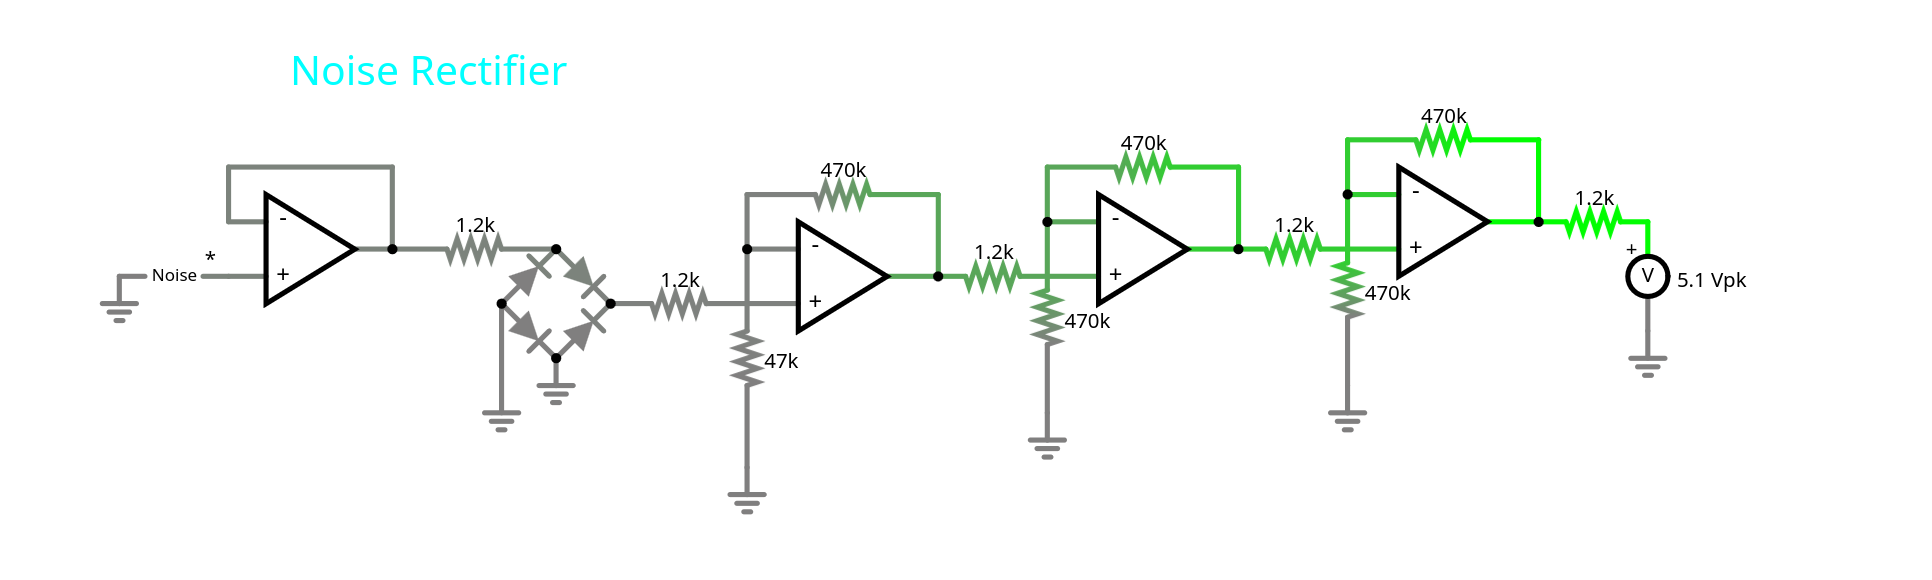 Noise Rectifier
470k
470k
470k
1.2k
1.2k
1.2k
1.2k
1.2k
-
+
-
+
-
+
-
+
*
Noise
47k
470k
470k
+
V
5.1 Vpk